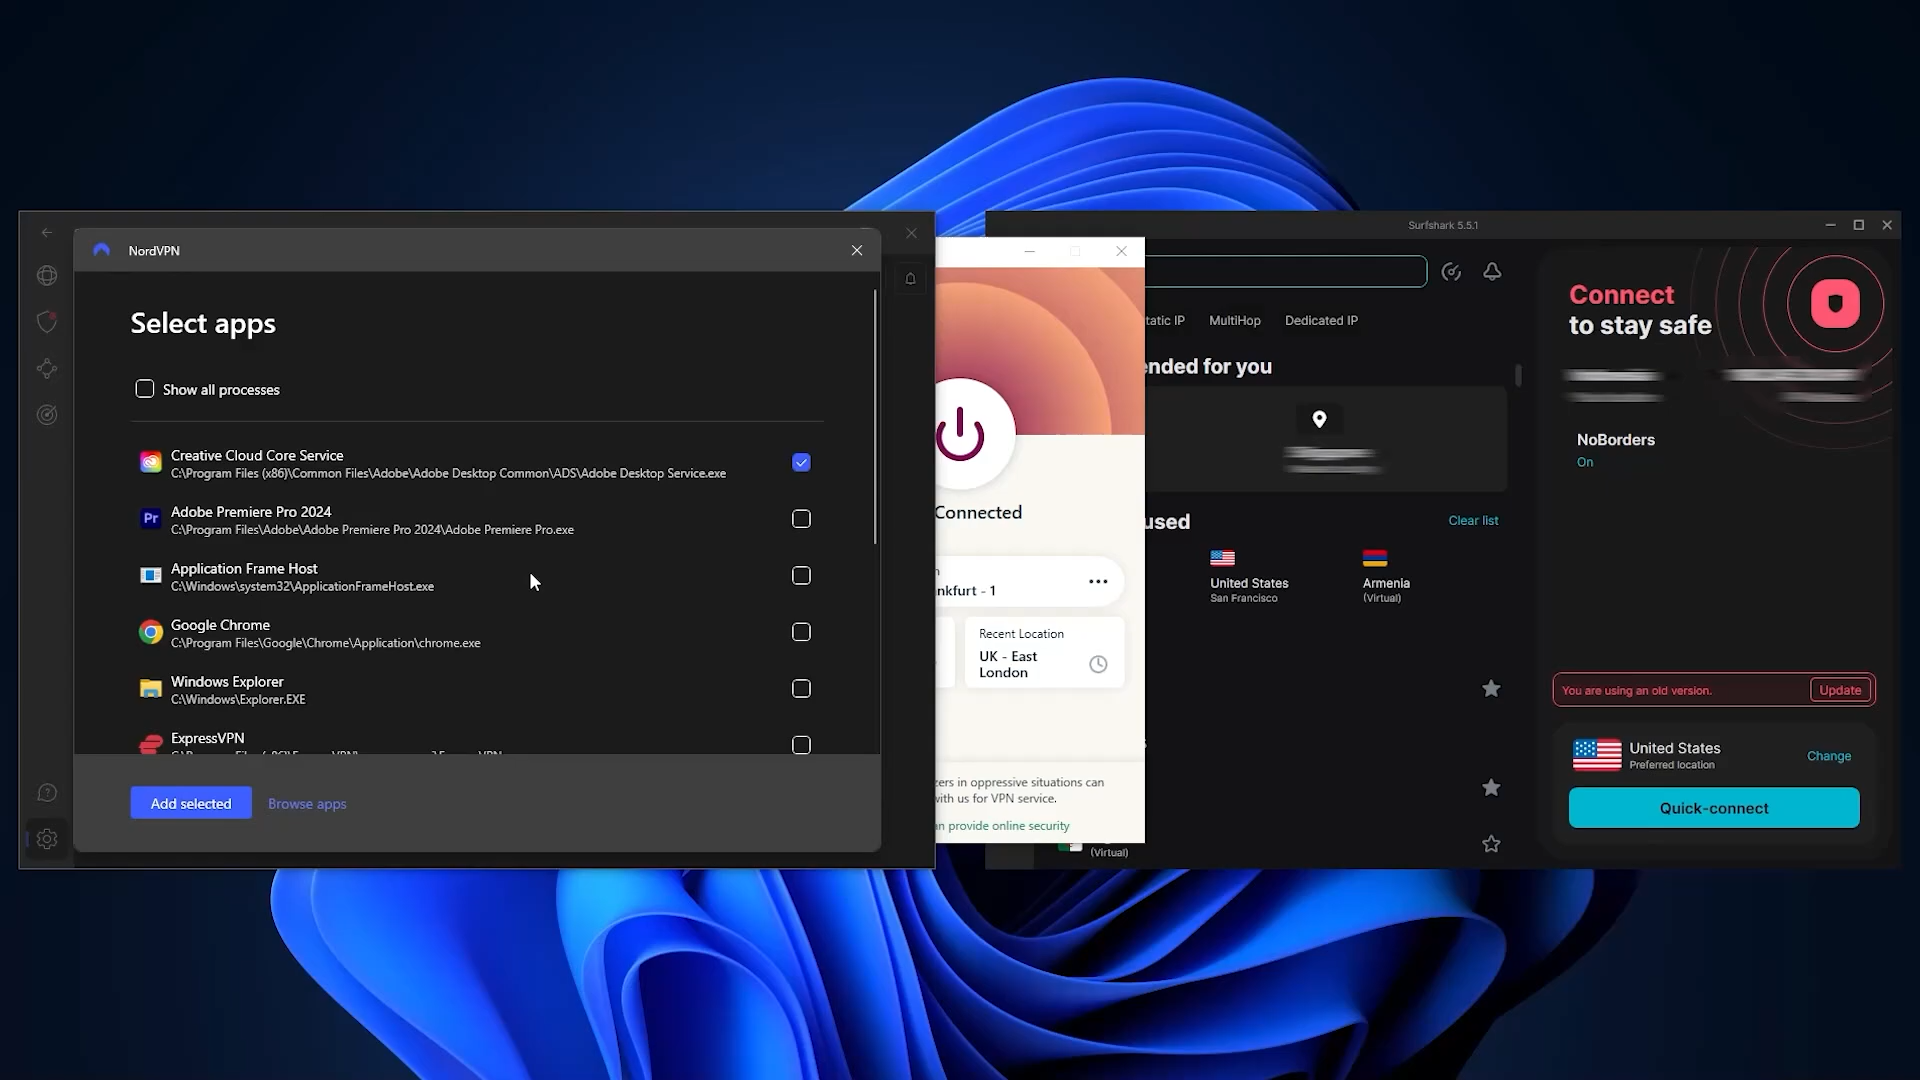 NordVPN
Select apps
Show all processes
Creative Cloud Core Service
C:\Program Files (x86)\Common Files\Adobe\Adobe Desktop Common\ADS\Adobe Desktop Service.exe
Pr
Adobe Premiere Pro 2024
C:\Program Files\Adobe\Adobe Premiere Pro 2024\Adobe Premiere Pro.exe
Application Frame Host
C:\Windows\system32\ApplicationFrameHost.exe
Google Chrome
C:\Program Files\Google\Chrome\Application\chrome.exe
Windows Explorer
C:\Windows\Explorer.EXE
ExpressVPN
Add selected
Browse apps
Connected
nkfurt - 1
Recent Location
UK - East
London
ers in oppressive situations can
with us for VPN service.
n provide online security
Surfshark 5.5.1
tatic IP
MultiHop
Dedicated IP
ended for you
used
Clear list
United States
San Francisco
Armenia
(Virtual)
(Virtual)
Connect
to stay safe
NoBorders
On
You are using an old version.
Update
United States
Preferred location
Change
Quick-connect